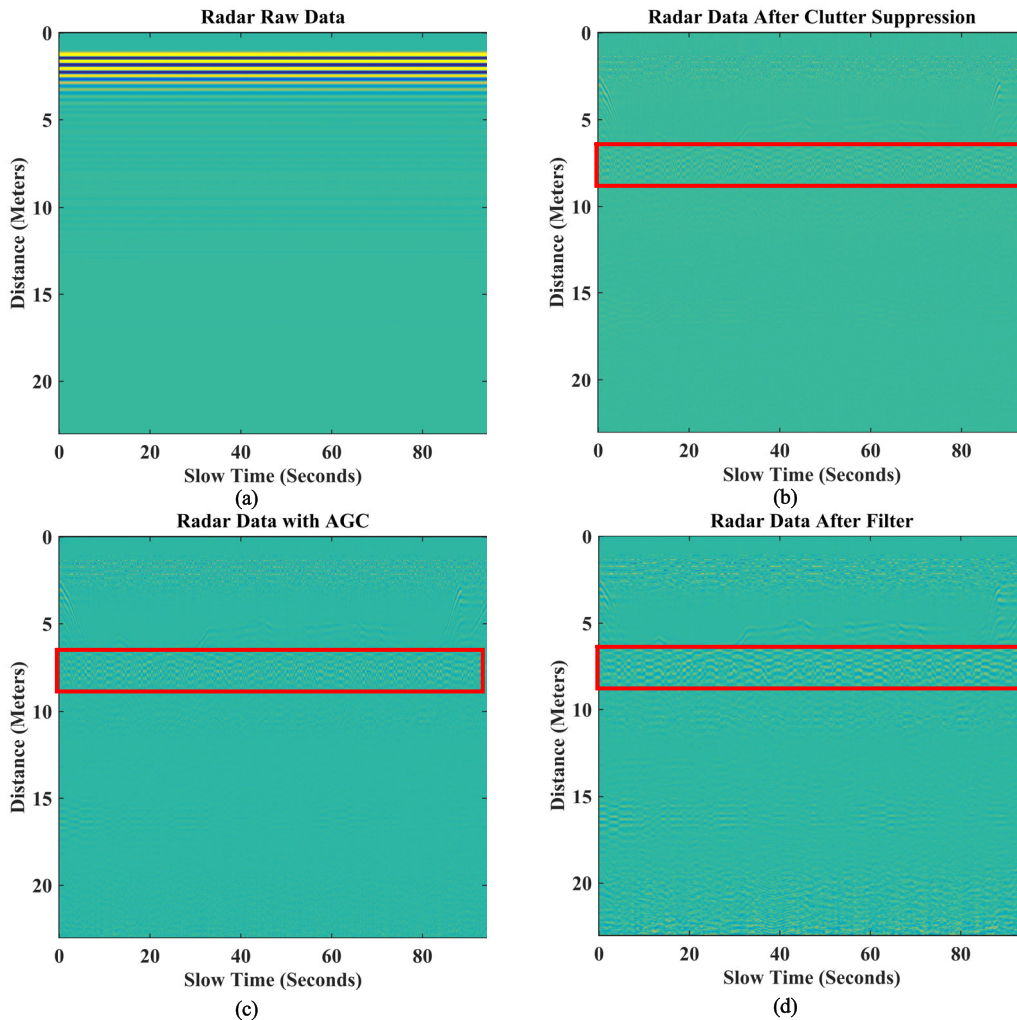 Radar Raw Data
0
5
10
15
20
Distance (Meters)
0 20 40 60 80
Slow Time (Seconds)
(a)
Radar Data After Clutter Suppression
0
5
10
15
20
Distance (Meters)
0 20 40 60 80
Slow Time (Seconds)
(b)
Radar Data with AGC
0
5
10
15
20
Distance (Meters)
0 20 40 60 80
Slow Time (Seconds)
(c)
Radar Data After Filter
0
5
10
15
20
Distance (Meters)
0 20 40 60 80
Slow Time (Seconds)
(d)